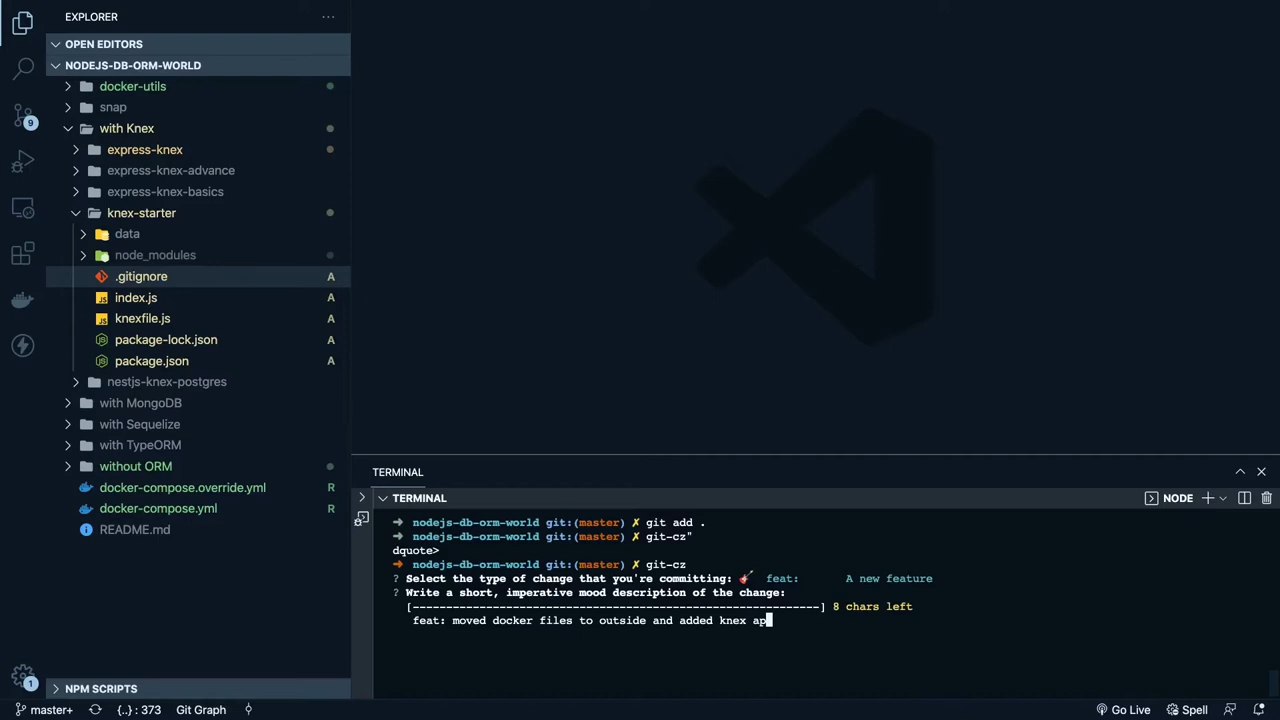 EXPLORER
OPEN EDITORS
NODEJS-DB-ORM-WORLD
docker-utils
snap
with Knex
express-knex
express-knex-advance
express-knex-basics
knex-starter
data
node_modules
.gitignore A
index.js A
knexfile.js A
package-lock.json A
package.json A
nestjs-knex-postgres
with MongoDB
with Sequelize
with TypeORM
without ORM
docker-compose.override.yml R
docker-compose.yml R
README.md
NPM SCRIPTS
9
1
TERMINAL
TERMINAL
NODE
➜ nodejs-db-orm-world git:(master) ✗ git add .
➜ nodejs-db-orm-world git:(master) ✗ git-cz"
dquote>
➜ nodejs-db-orm-world git:(master) ✗ git-cz
? Select the type of change that you're committing: 🎸 feat: A new feature
? Write a short, imperative mood description of the change:
[-------------------------------------------------------------] 8 chars left
feat: moved docker files to outside and added knex ap
master+ {..} : 373 Git Graph Go Live Spell